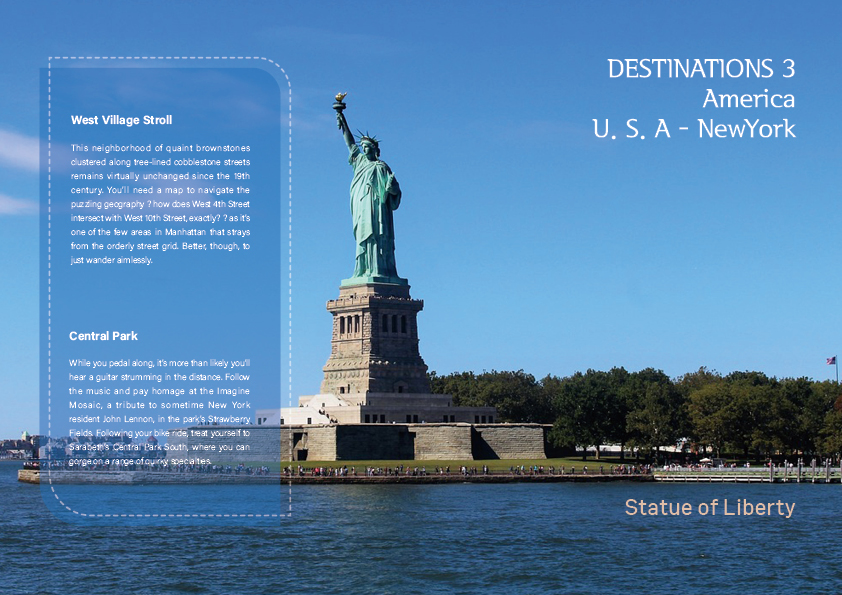 West Village Stroll
This neighborhood of quaint brownstones
clustered along tree-lined cobblestone streets
remains virtually unchanged since the 19th
century. You'll need a map to navigate the
puzzling geography ? how does West 4th Street
intersect with West 10th Street, exactly? ? as it's
one of the few areas in Manhattan that strays
from the orderly street grid. Better, though, to
just wander aimlessly.
Central Park
While you pedal along, it's more than likely you'll
hear a guitar strumming in the distance. Follow
the music and pay homage at the Imagine
Mosaic, a tribute to sometime New York
resident John Lennon, in the park's Strawberry
Fields. Following your bike ride, treat yourself to
Sarabeth's Central Park South, where you can
gorge on a range of quirky specialties.
DESTINATIONS 3
America
U. S. A - NewYork
Statue of Liberty